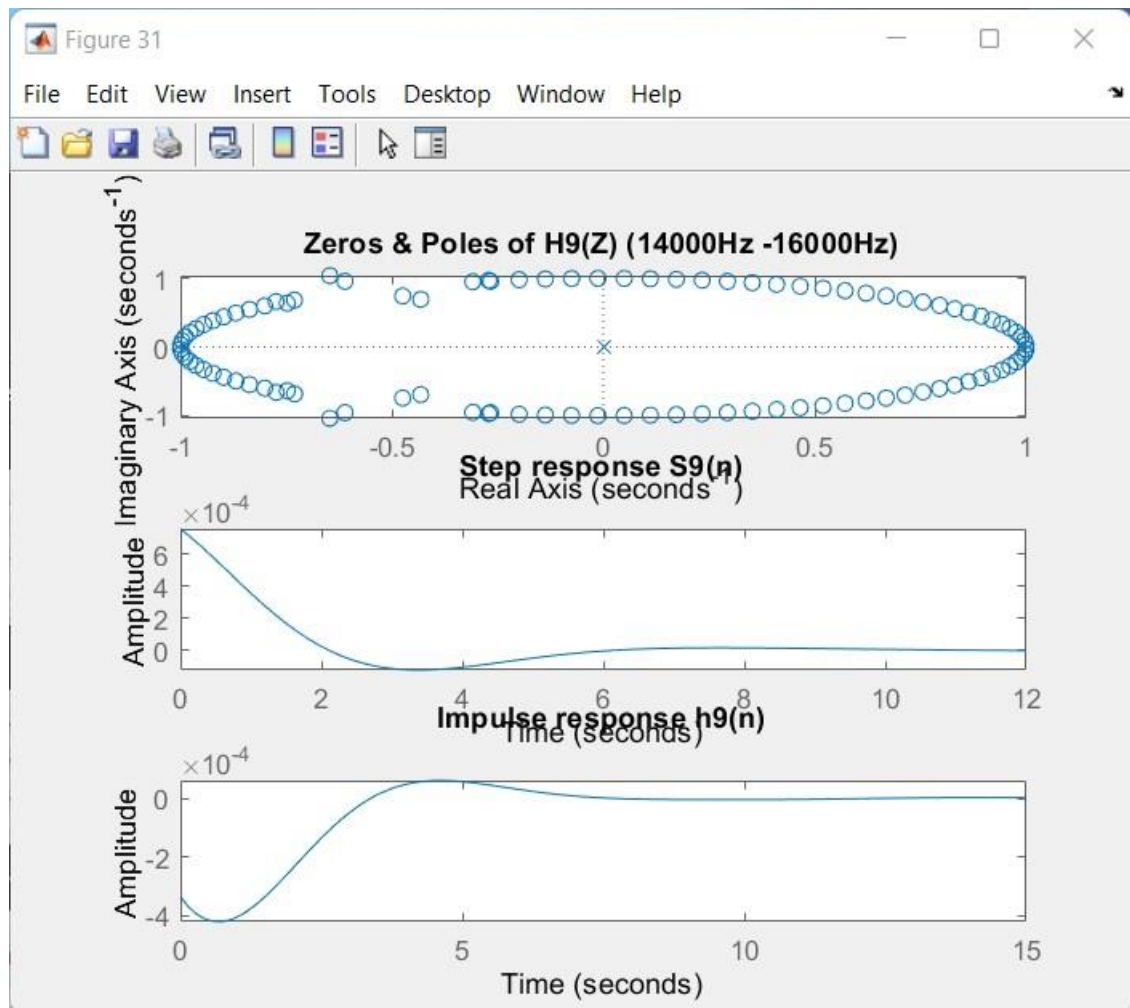 Figure 31
File Edit View Insert Tools Desktop Window Help
Zeros & Poles of H9(Z) (14000Hz -16000Hz)
Imaginary Axis (seconds⁻¹)
1
0
-1
-1 -0.5 0 0.5 1
Real Axis (seconds⁻¹)
Step response S9(n)
×10⁻⁴
Amplitude
6
4
2
0
0 2 4 6 8 10 12
Time (seconds)
Impulse response h9(n)
×10⁻⁴
Amplitude
0
-2
-4
0 5 10 15
Time (seconds)